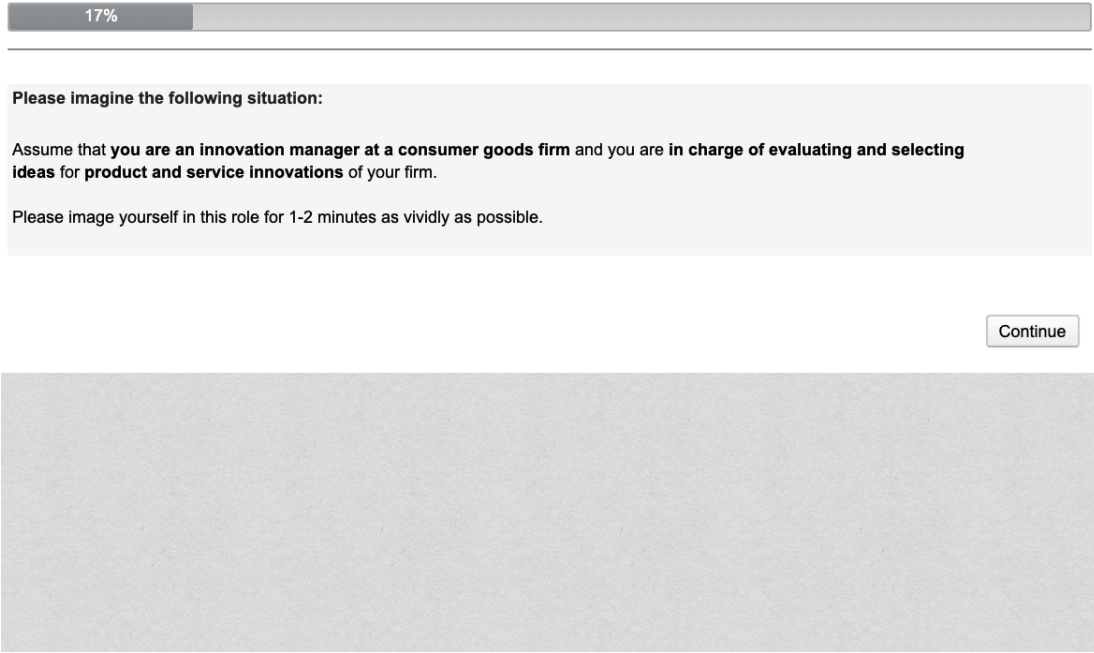 17%
Please imagine the following situation:
Assume that you are an innovation manager at a consumer goods firm and you are in charge of evaluating and selecting
ideas for product and service innovations of your firm.
Please image yourself in this role for 1-2 minutes as vividly as possible.
Continue